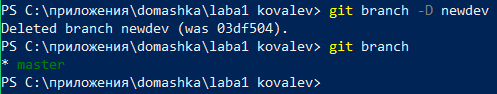 PS C:\приложения\domashka\laba1 kovalev> git branch -D newdev
Deleted branch newdev (was 03df504).
PS C:\приложения\domashka\laba1 kovalev> git branch
* master
PS C:\приложения\domashka\laba1 kovalev>